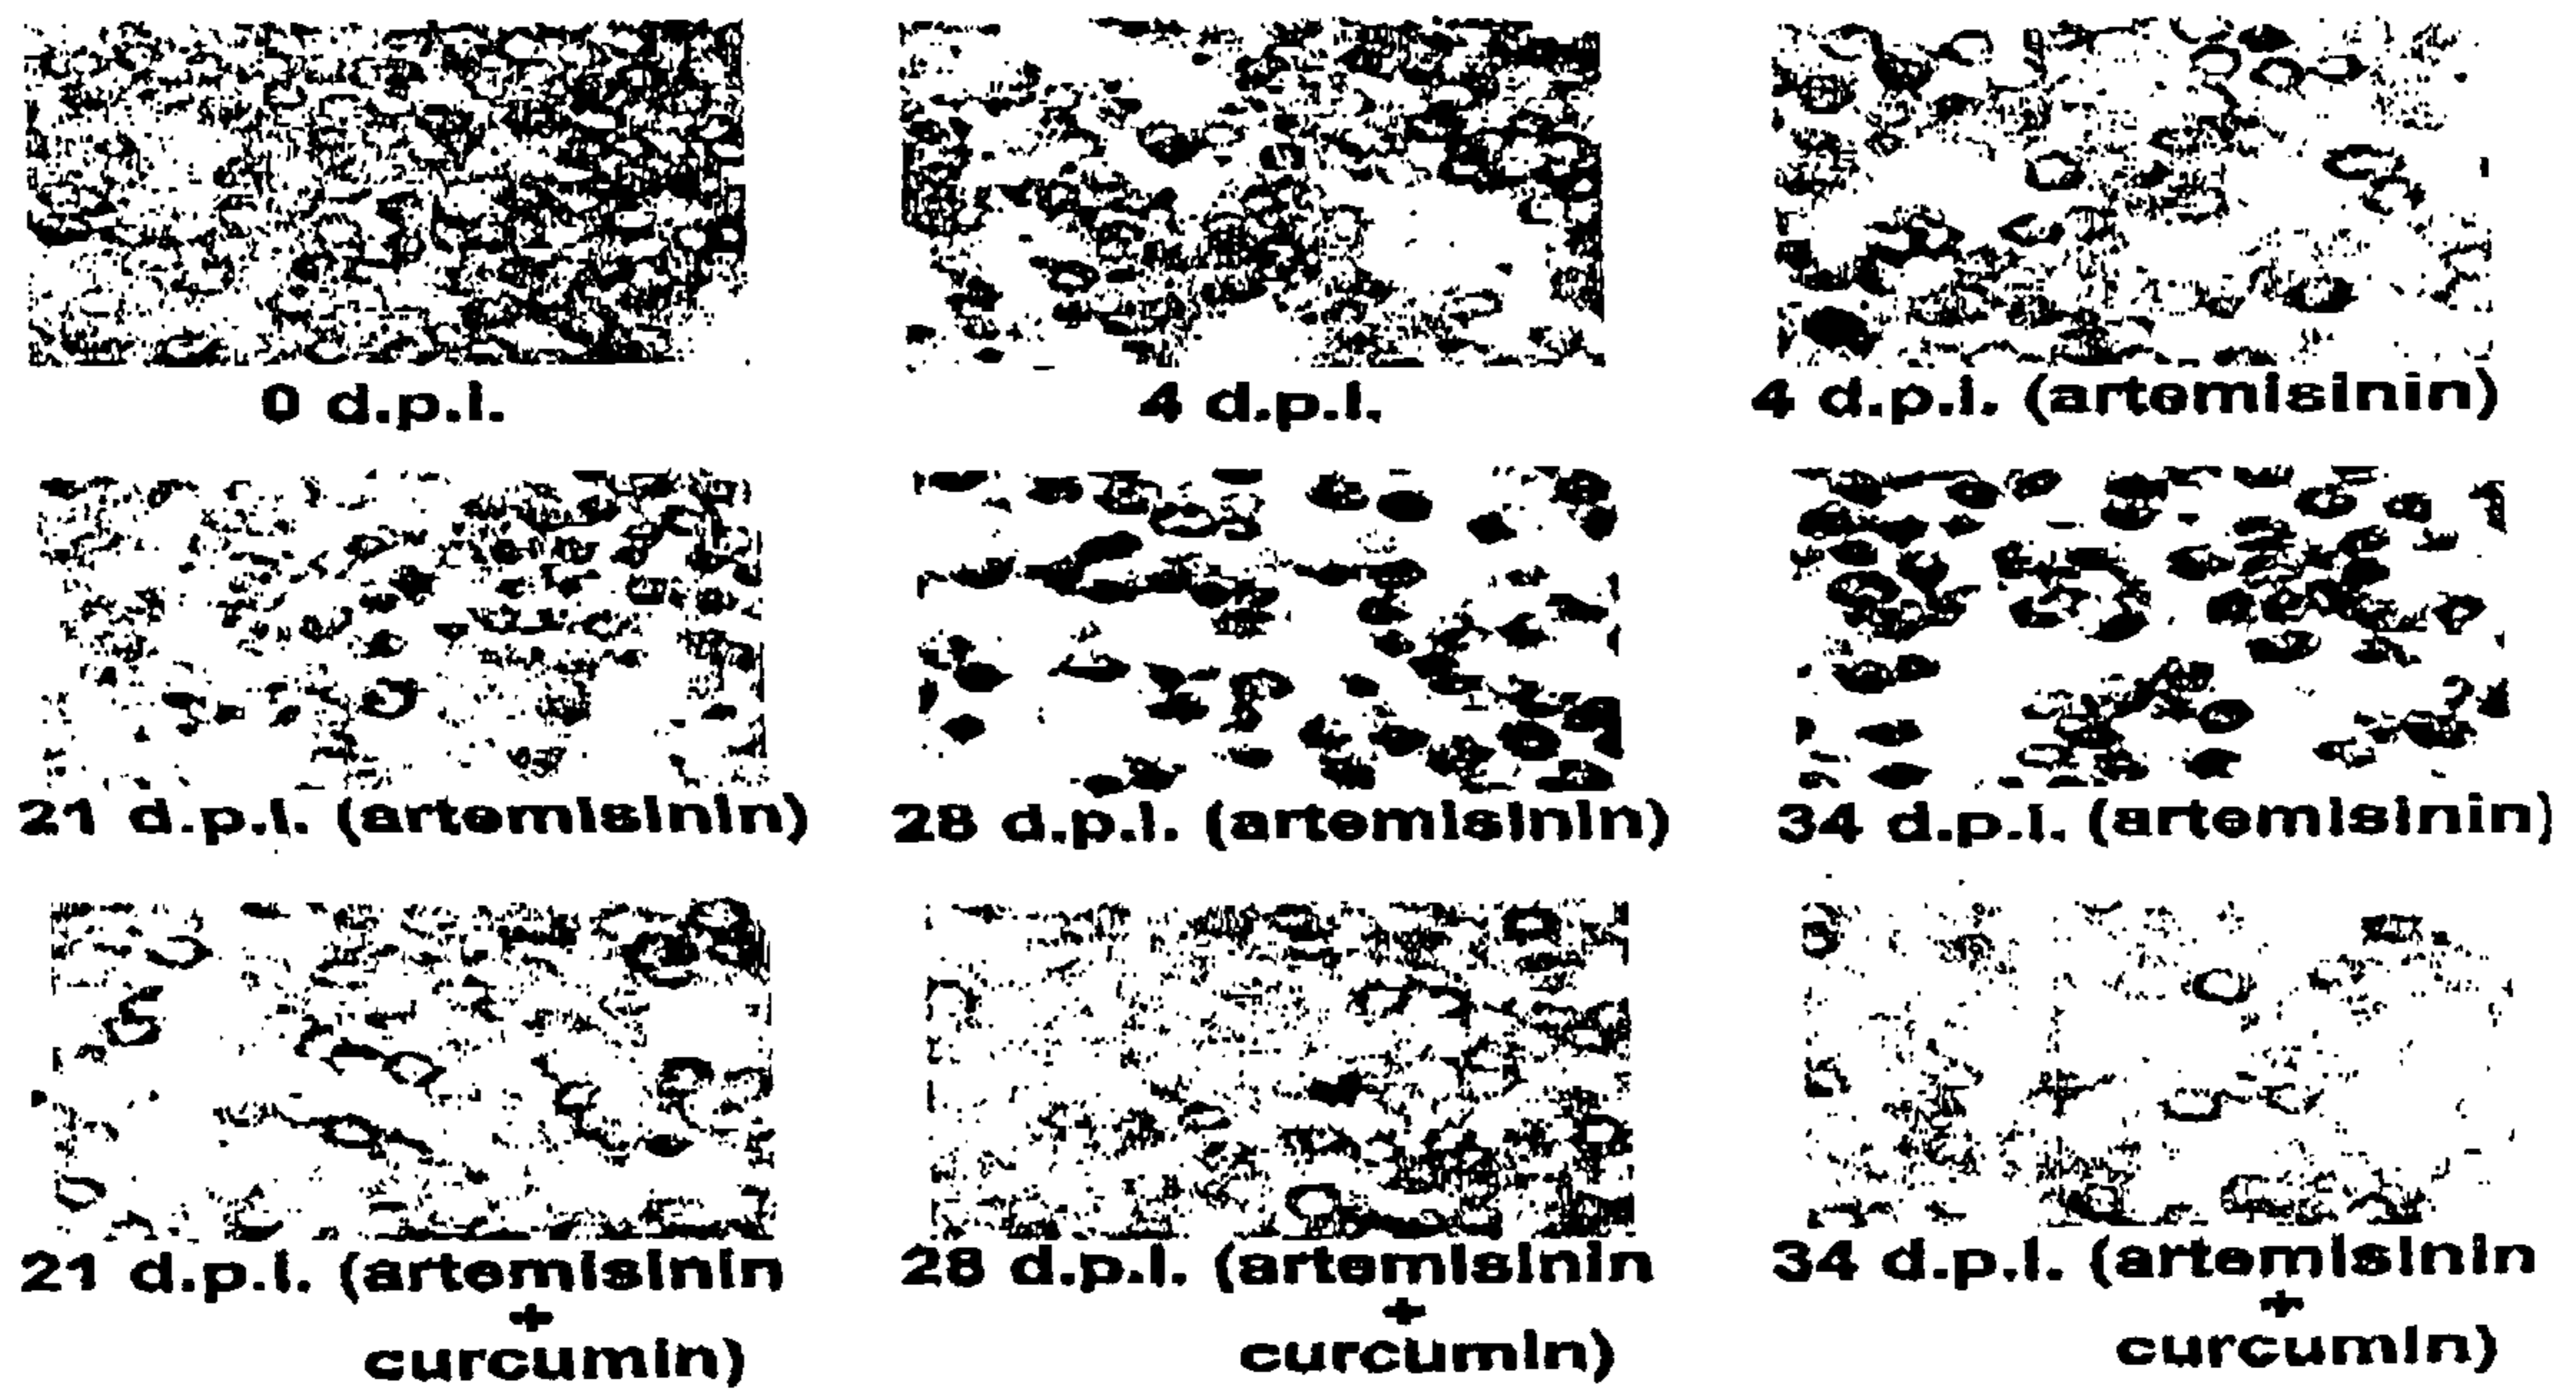 0 d.p.i.
4 d.p.i.
4 d.p.i. (artemisinin)
21 d.p.i. (artemisinin)
28 d.p.i. (artemisinin)
34 d.p.i. (artemisinin)
21 d.p.i. (artemisinin
+
curcumin)
28 d.p.i. (artemisinin
+
curcumin)
34 d.p.i. (artemisinin
+
curcumin)